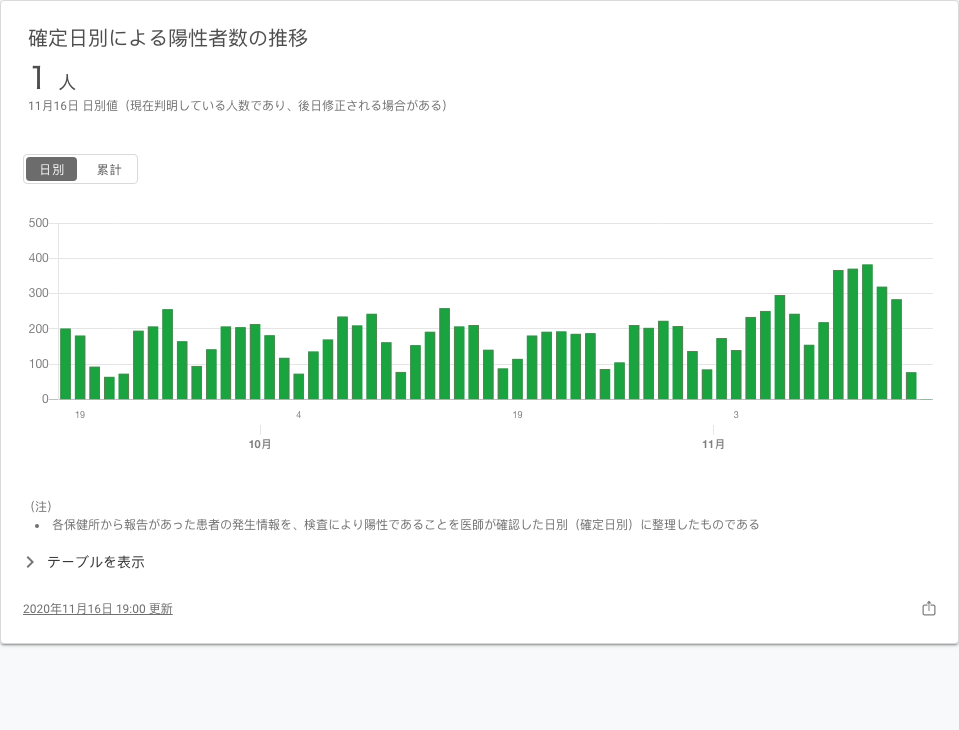 確定日別による陽性者数の推移
1 人
11月16日 日別値（現在判明している人数であり、後日修正される場合がある）
日別 累計
500
400
300
200
100
0
19 4 19 3
10月 11月
（注）
• 各保健所から報告があった患者の発生情報を、検査により陽性であることを医師が確認した日別（確定日別）に整理したものである
テーブルを表示
2020年11月16日 19:00 更新